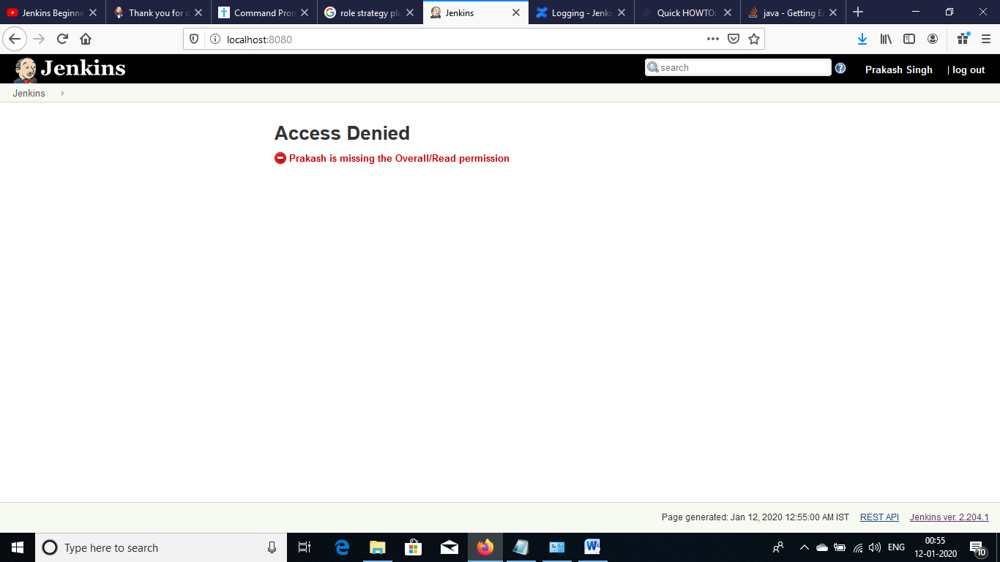 Jenkins Beginne
Thank you for d
Command Pron
role strategy plu
Jenkins
Logging - Jenki
Quick HOWTO:
java - Getting Er
localhost:8080
Jenkins
search
Prakash Singh
| log out
Jenkins
Access Denied
Prakash is missing the Overall/Read permission
Page generated: Jan 12, 2020 12:55:00 AM IST
REST API
Jenkins ver. 2.204.1
Type here to search
ENG
00:55
12-01-2020
10